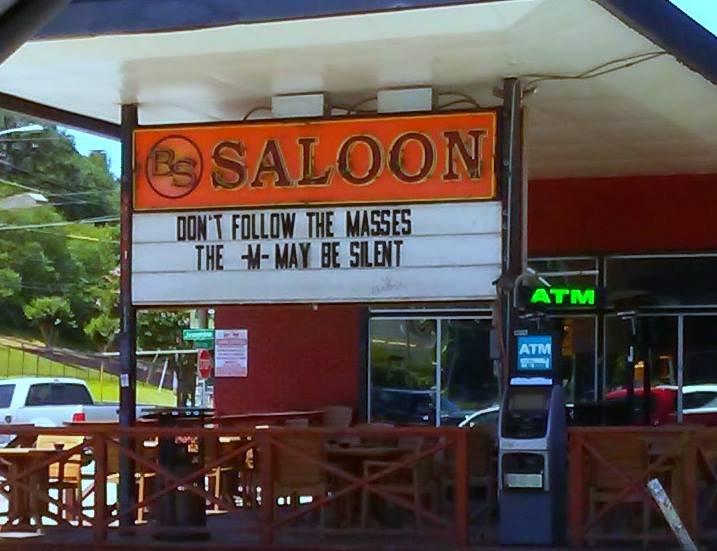 BS SALOON
DON'T FOLLOW THE MASSES
THE -M- MAY BE SILENT
ATM
ATM